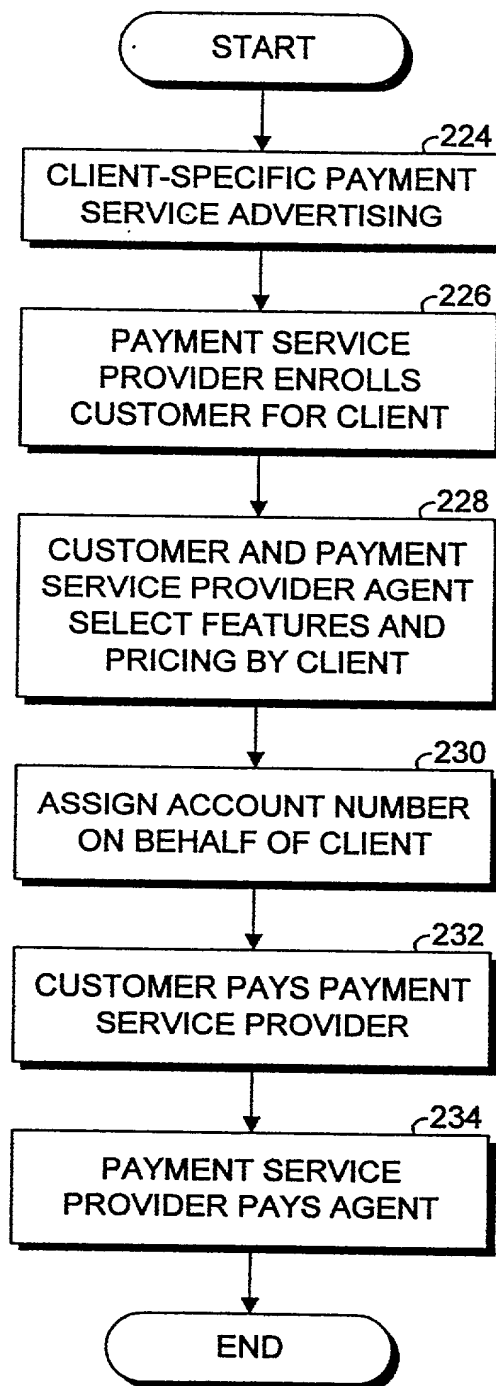 START
224
CLIENT-SPECIFIC PAYMENT
SERVICE ADVERTISING
226
PAYMENT SERVICE
PROVIDER ENROLLS
CUSTOMER FOR CLIENT
228
CUSTOMER AND PAYMENT
SERVICE PROVIDER AGENT
SELECT FEATURES AND
PRICING BY CLIENT
230
ASSIGN ACCOUNT NUMBER
ON BEHALF OF CLIENT
232
CUSTOMER PAYS PAYMENT
SERVICE PROVIDER
234
PAYMENT SERVICE
PROVIDER PAYS AGENT
END